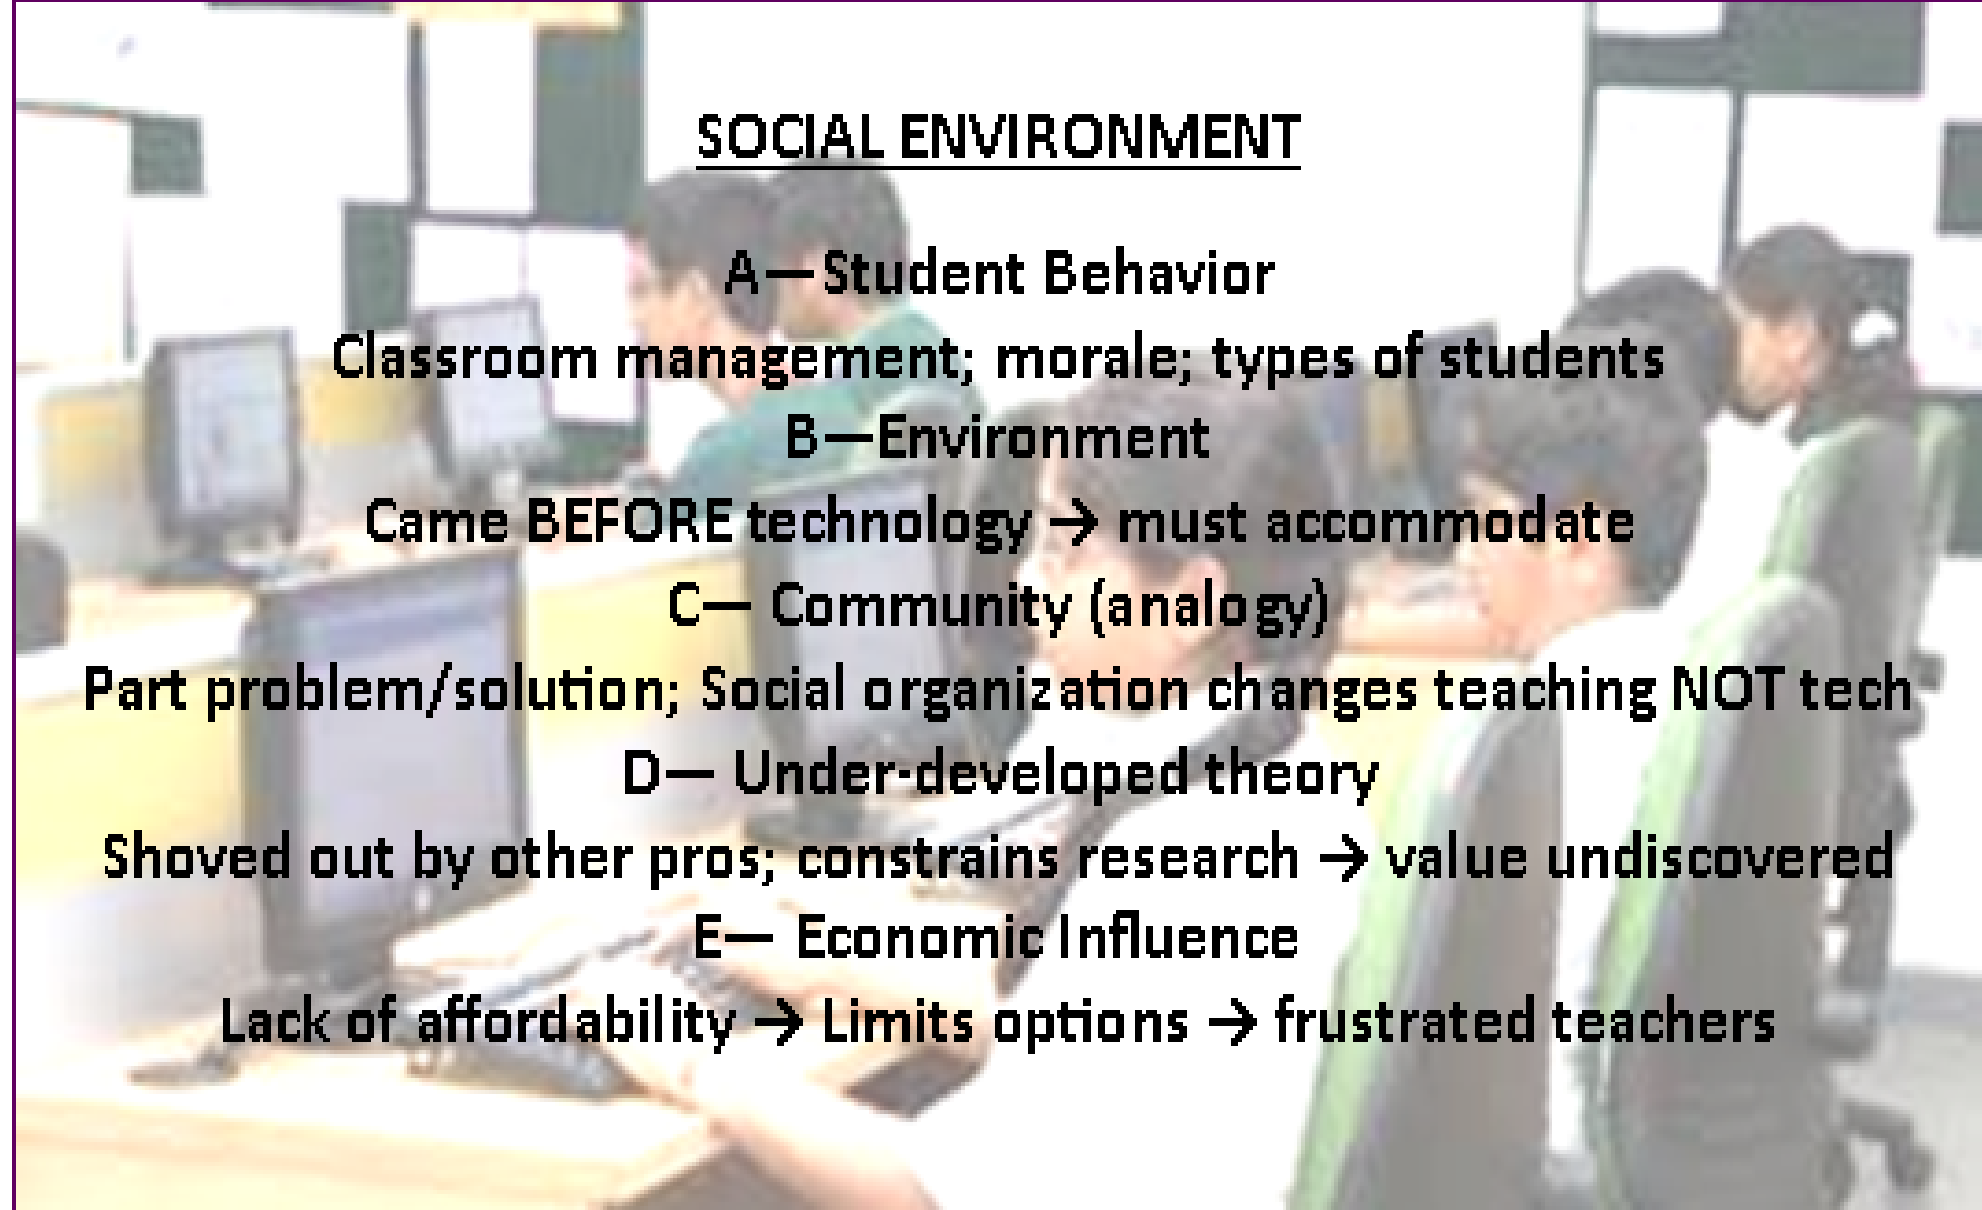 SOCIAL ENVIRONMENT
A—Student Behavior
Classroom management; morale; types of students
B—Environment
Came BEFORE technology → must accommodate
C— Community (analogy)
Part problem/solution; Social organization changes teaching NOT tech
D— Under-developed theory
Shoved out by other pros; constrains research → value undiscovered
E— Economic Influence
Lack of affordability → Limits options → frustrated teachers